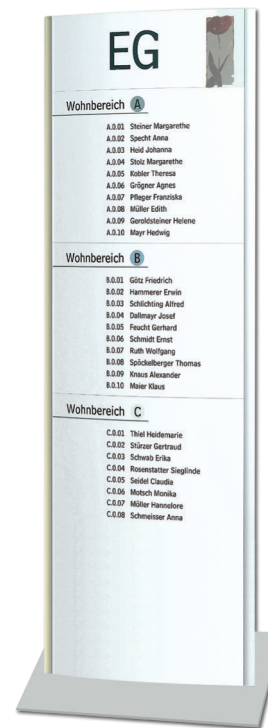 EG
Wohnbereich A
A.0.01 Steiner Margarethe
A.0.02 Specht Anna
A.0.03 Heid Johanna
A.0.04 Stolz Margarethe
A.0.05 Kobler Theresa
A.0.06 Grögner Agnes
A.0.07 Pfleger Franziska
A.0.08 Müller Edith
A.0.09 Geroldsteiner Helene
A.0.10 Mayr Hedwig
Wohnbereich B
B.0.01 Götz Friedrich
B.0.02 Hammerer Erwin
B.0.03 Schlichting Alfred
B.0.04 Dallmayr Josef
B.0.05 Feucht Gerhard
B.0.06 Schmidt Ernst
B.0.07 Ruth Wolfgang
B.0.08 Spöckelberger Thomas
B.0.09 Knaus Alexander
B.0.10 Maier Klaus
Wohnbereich C
C.0.01 Thiel Heidemarie
C.0.02 Stürzer Gertraud
C.0.03 Schwab Erika
C.0.04 Rosenstatter Sieglinde
C.0.05 Seidel Claudia
C.0.06 Motsch Monika
C.0.07 Möller Hannelore
C.0.08 Schmeisser Anna